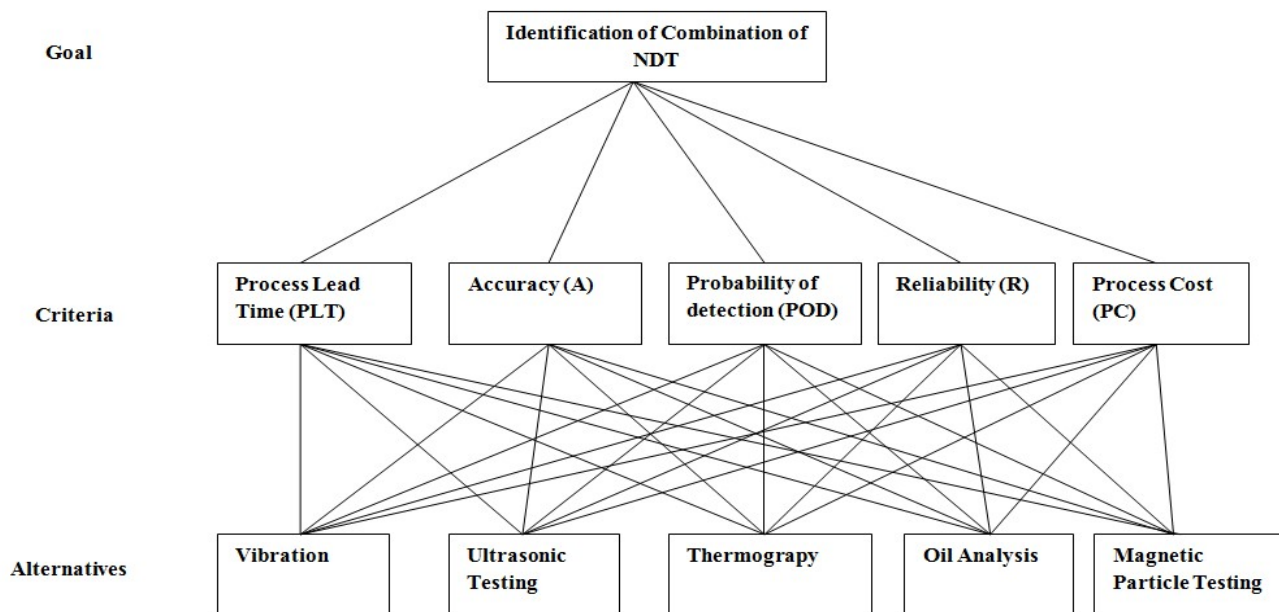 Goal
Identification of Combination of
NDT
Criteria
Process Lead
Time (PLT)
Accuracy (A)
Probability of
detection (POD)
Reliability (R)
Process Cost
(PC)
Alternatives
Vibration
Ultrasonic
Testing
Thermograpy
Oil Analysis
Magnetic
Particle Testing